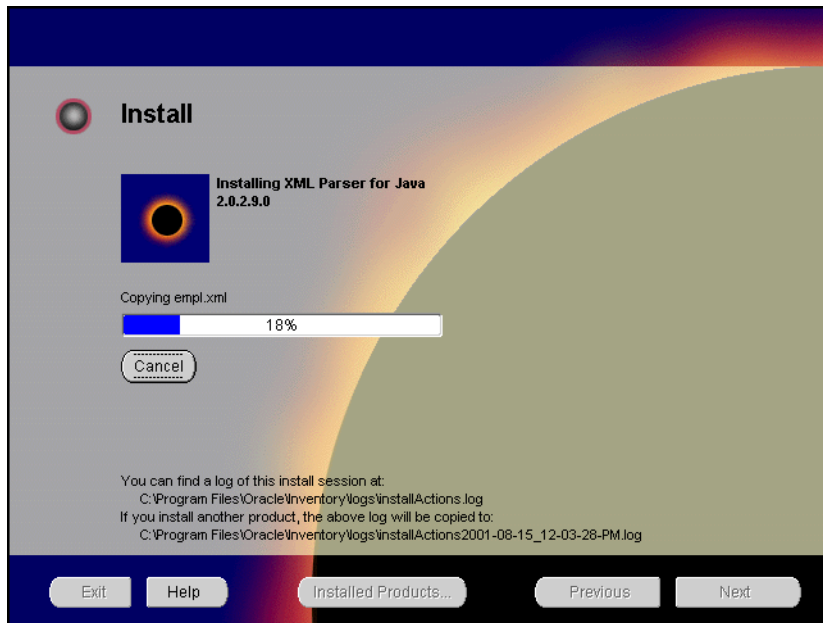 Install
Installing XML Parser for Java
2.0.2.9.0
Copying empl.xml
18%
Cancel
You can find a log of this install session at:
C:\Program Files\Oracle\Inventory\logs\installActions.log
If you install another product, the above log will be copied to:
C:\Program Files\Oracle\Inventory\logs\installActions2001-08-15_12-03-28-PM.log
Exit
Help
Installed Products...
Previous
Next